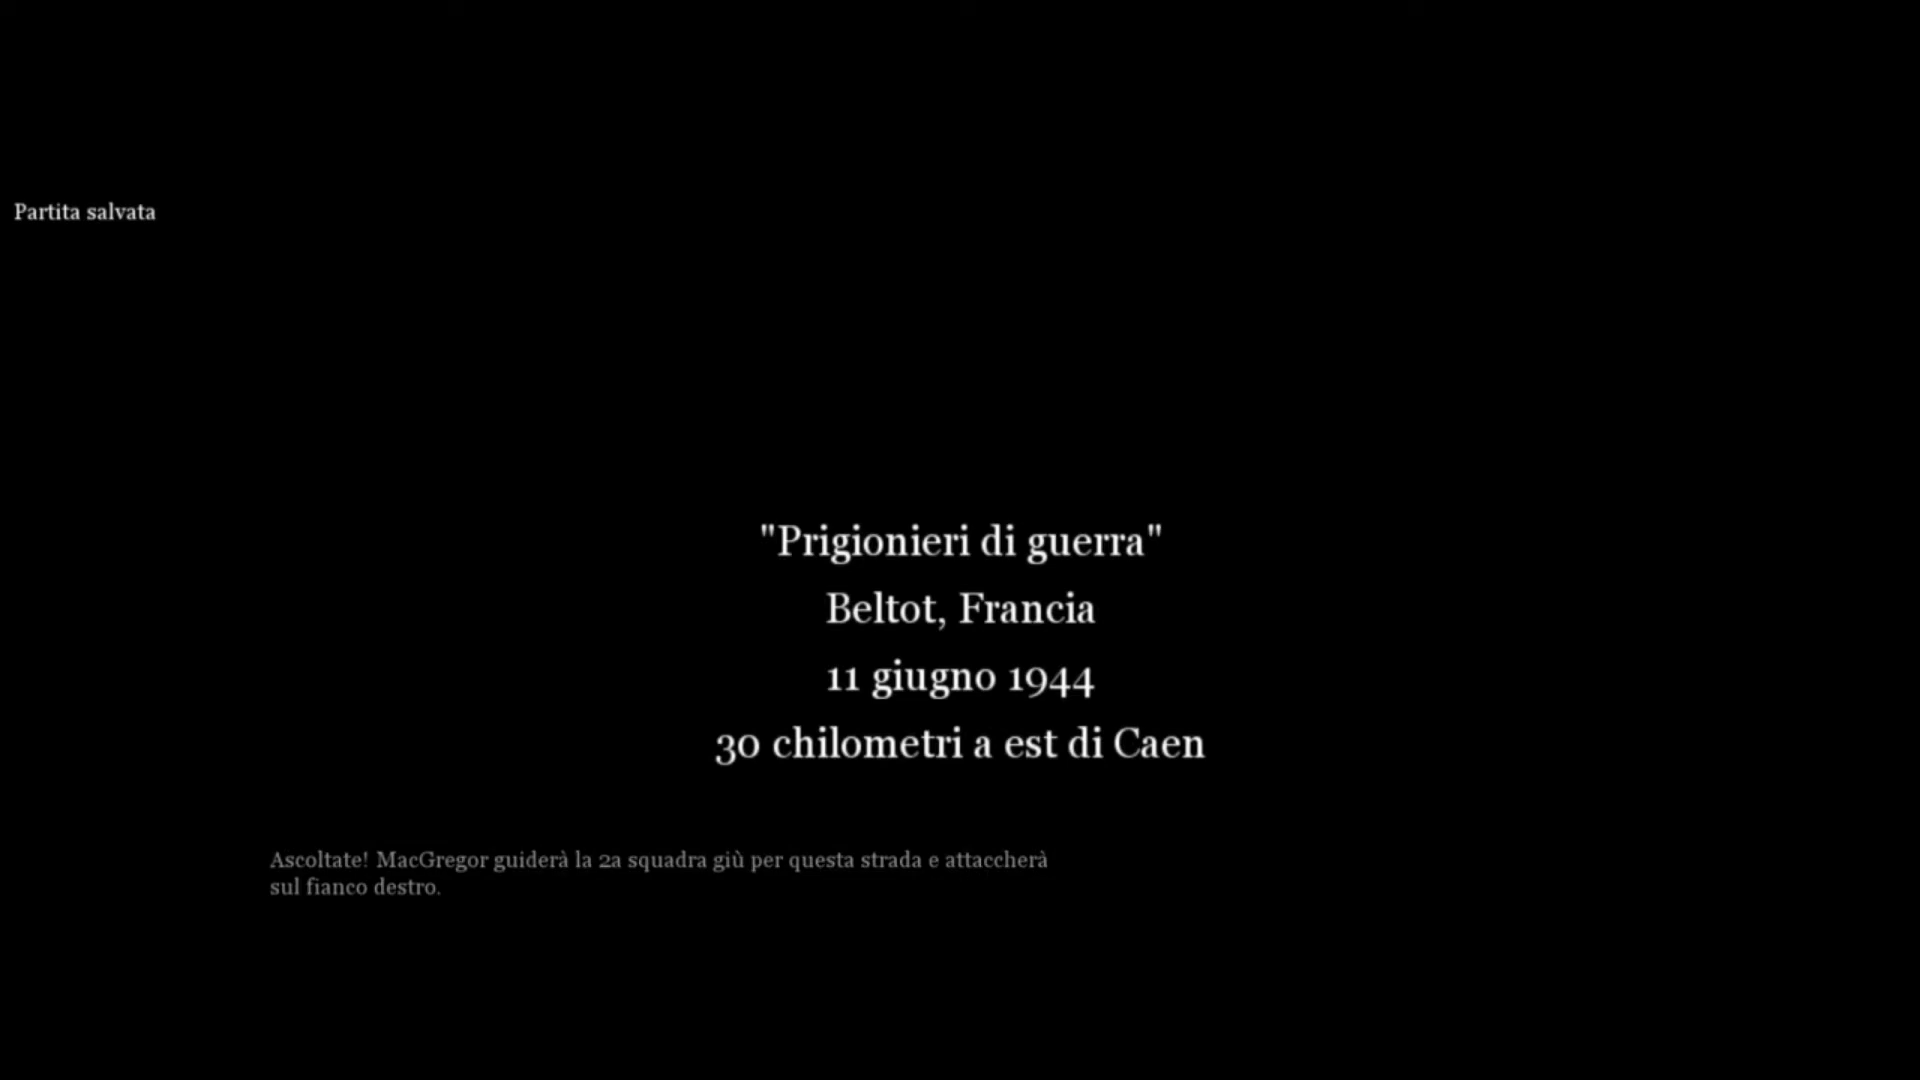 Partita salvata
"Prigionieri di guerra"
Beltot, Francia
11 giugno 1944
30 chilometri a est di Caen
Ascoltate! MacGregor guiderà la 2a squadra giù per questa strada e attaccherà
sul fianco destro.